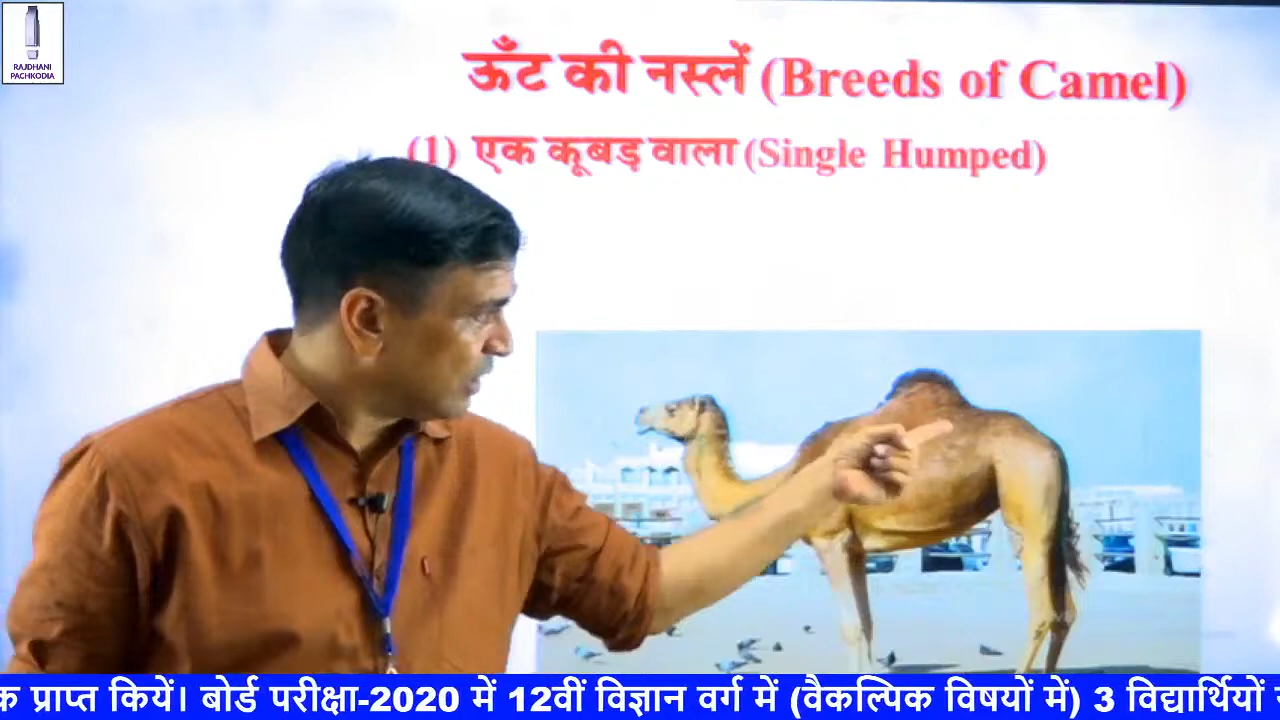 RAJDHANI
PACHKODIA
ऊँट की नस्लें (Breeds of Camel)
(1) एक कूबड़ वाला (Single Humped)
क प्राप्त कियें। बोर्ड परीक्षा-2020 में 12वीं विज्ञान वर्ग में (वैकल्पिक विषयों में) 3 विद्यार्थियों